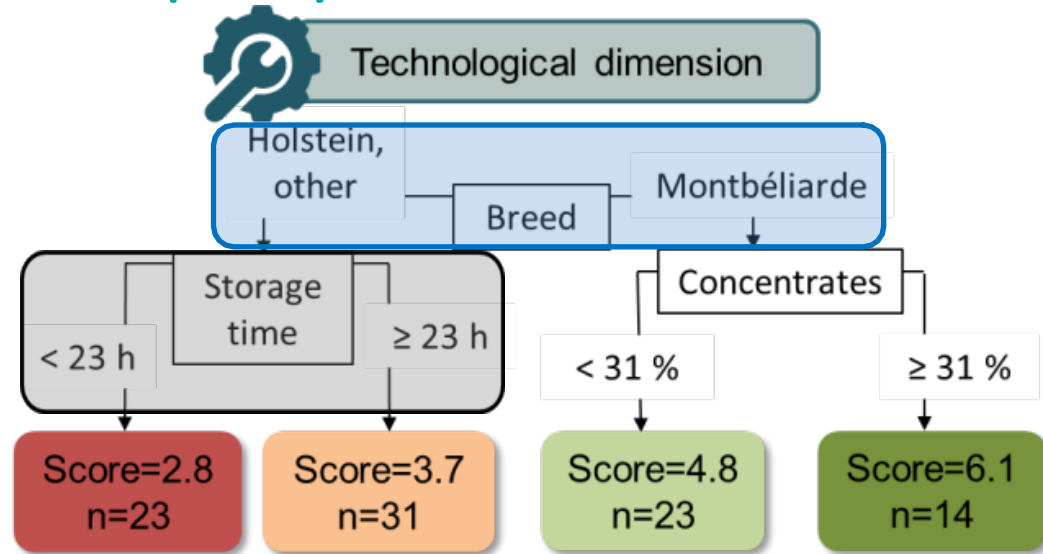 Technological dimension
Holstein,
other
Breed
Montbéliarde
Storage
time
< 23 h
≥ 23 h
Concentrates
< 31 %
≥ 31 %
Score=2.8
n=23
Score=3.7
n=31
Score=4.8
n=23
Score=6.1
n=14